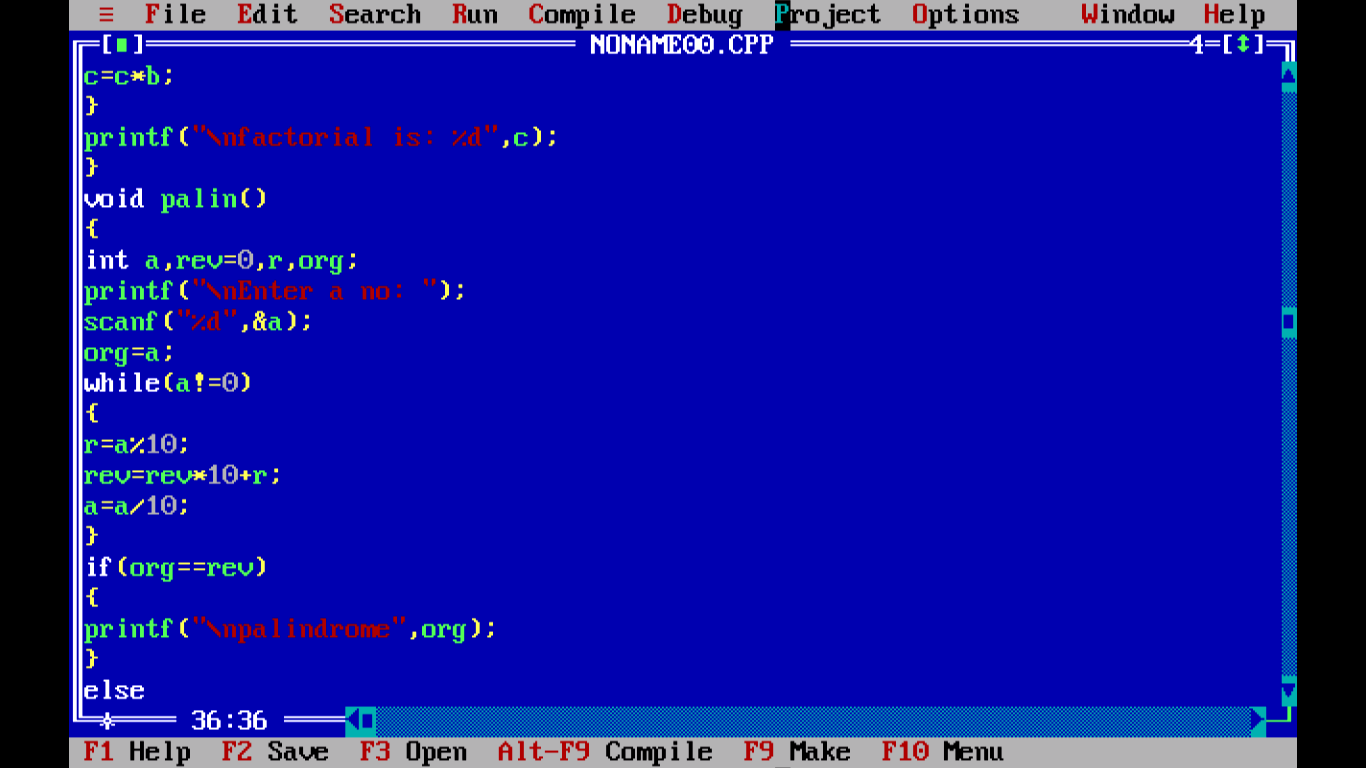 ≡ File Edit Search Run Compile Debug Project Options Window Help
[■] NONAME00.CPP 4=[↕]
c=c*b;
}
printf("\nfactorial is: %d",c);
}
void palin()
{
int a,rev=0,r,org;
printf("\nEnter a no: ");
scanf("%d",&a);
org=a;
while(a!=0)
{
r=a%10;
rev=rev*10+r;
a=a/10;
}
if(org==rev)
{
printf("\npalindrome",org);
}
else
36:36
F1 Help F2 Save F3 Open Alt-F9 Compile F9 Make F10 Menu